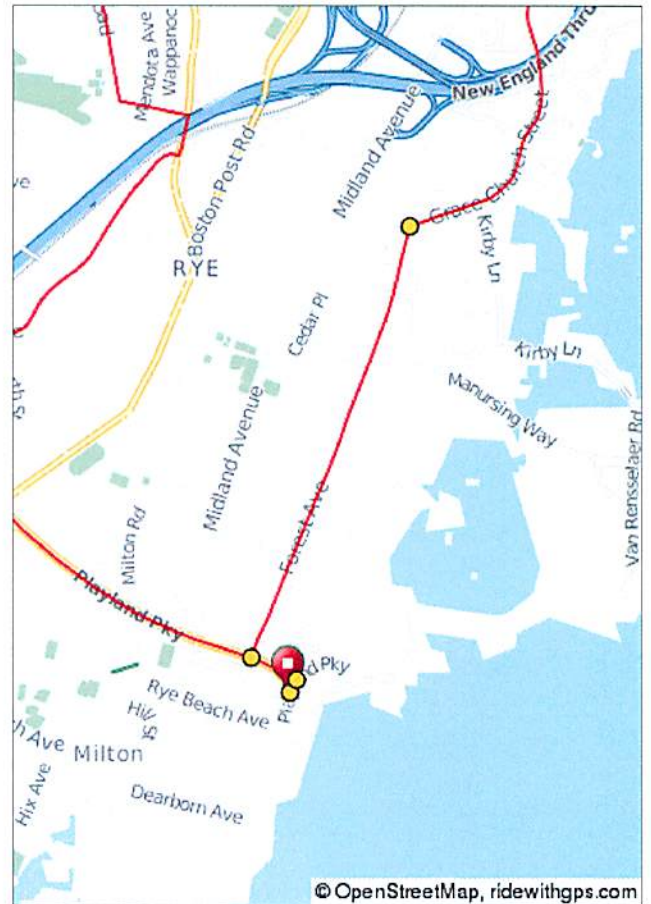 Mendota Ave
Wappanoc
New England Thru
Midland Avenue
Boston Post Rd
Grace Church Street
Kirby Ln
RYE
Cedar Pl
Kirby Ln
Manursing Way
Midland Avenue
Van Rensselaer Rd
Forest Ave
Milton Rd
Playland Pky
d Pky
Rye Beach Ave
Pla
Hil
St
h Ave
Milton
Hix Ave
Dearborn Ave
© OpenStreetMap, ridewithgps.com